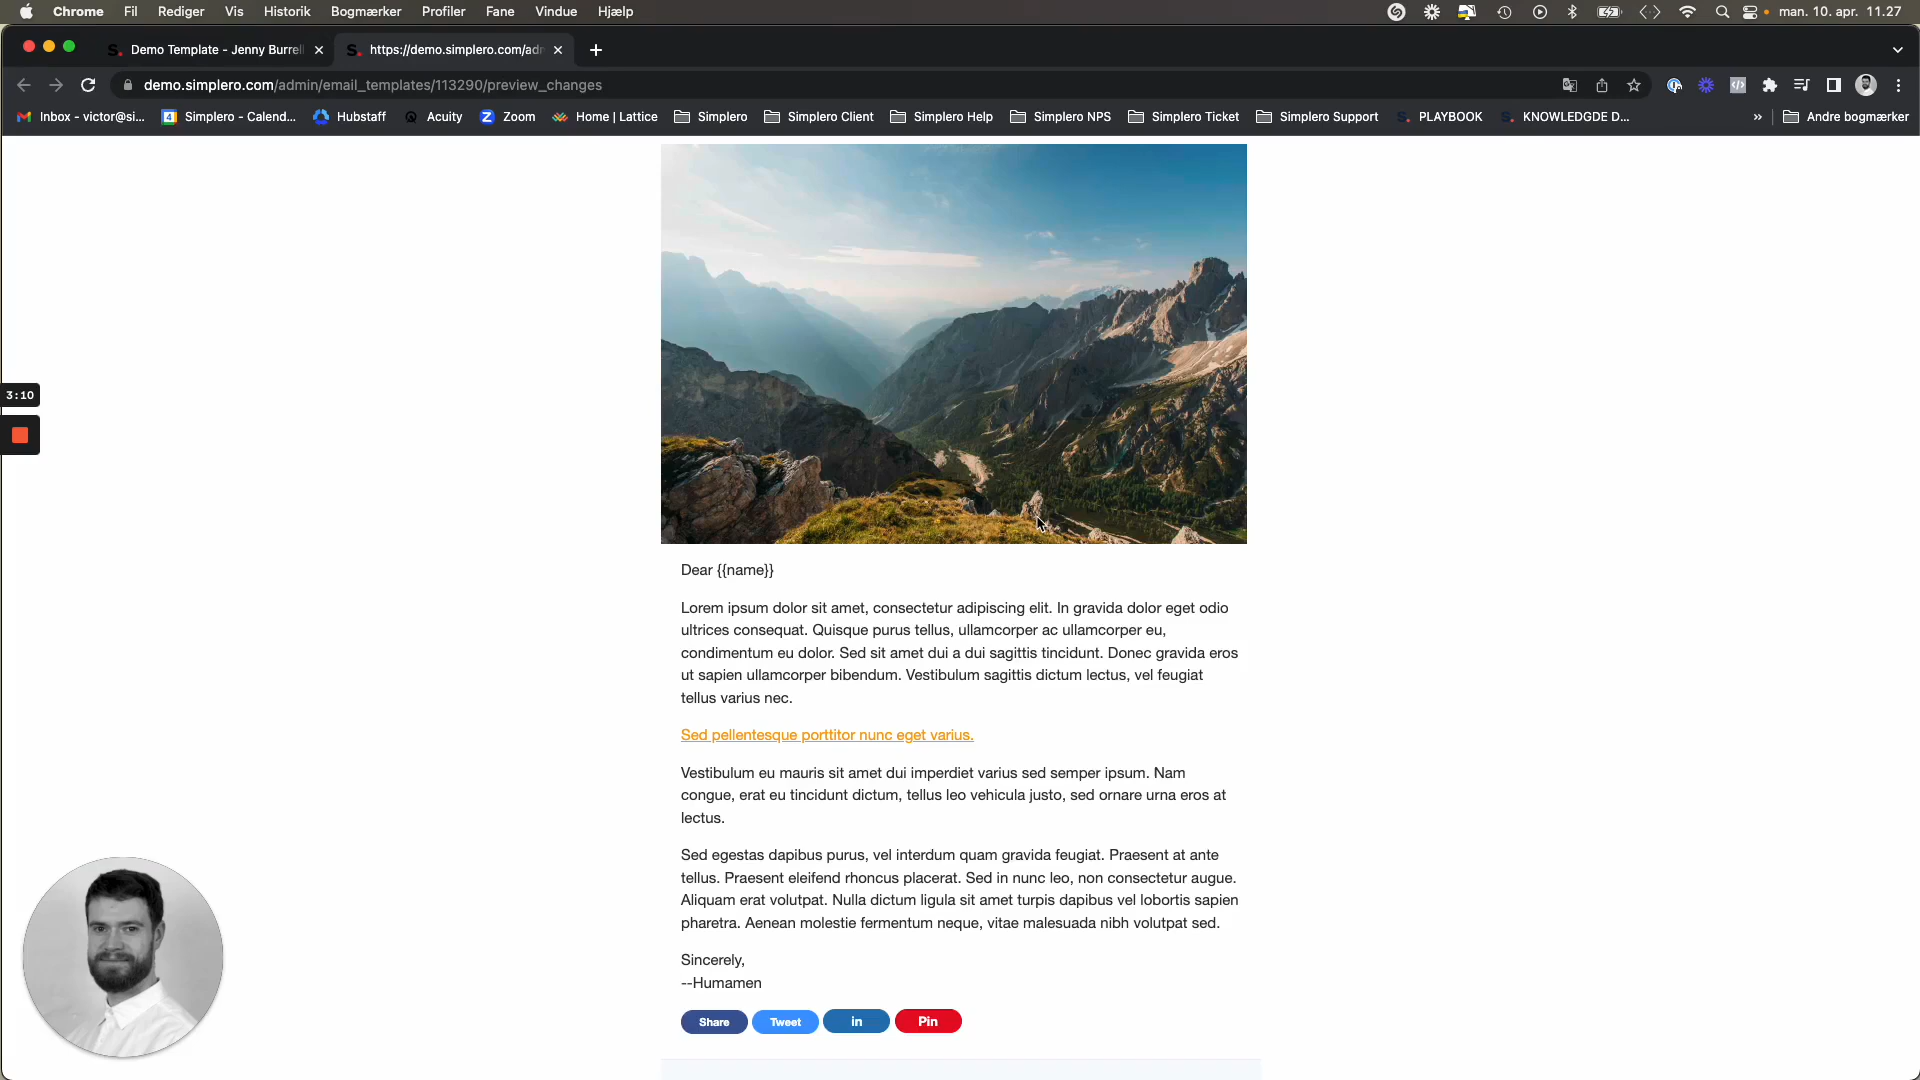 Chrome Fil Rediger Vis Historik Bogmærker Profiler Fane Vindue Hjælp man. 10. apr. 11.27
Demo Template - Jenny Burrell https://demo.simplero.com/adm
demo.simplero.com/admin/email_templates/113290/preview_changes
Inbox - victor@si... Simplero - Calend... Hubstaff Acuity Zoom Home | Lattice Simplero Simplero Client Simplero Help Simplero NPS Simplero Ticket Simplero Support PLAYBOOK KNOWLEDGDE D... » Andre bogmærker
3:10
Dear {{name}}
Lorem ipsum dolor sit amet, consectetur adipiscing elit. In gravida dolor eget odio
ultrices consequat. Quisque purus tellus, ullamcorper ac ullamcorper eu,
condimentum eu dolor. Sed sit amet dui a dui sagittis tincidunt. Donec gravida eros
ut sapien ullamcorper bibendum. Vestibulum sagittis dictum lectus, vel feugiat
tellus varius nec.
Sed pellentesque porttitor nunc eget varius.
Vestibulum eu mauris sit amet dui imperdiet varius sed semper ipsum. Nam
congue, erat eu tincidunt dictum, tellus leo vehicula justo, sed ornare urna eros at
lectus.
Sed egestas dapibus purus, vel interdum quam gravida feugiat. Praesent at ante
tellus. Praesent eleifend rhoncus placerat. Sed in nunc leo, non consectetur augue.
Aliquam erat volutpat. Nulla dictum ligula sit amet turpis dapibus vel lobortis sapien
pharetra. Aenean molestie fermentum neque, vitae malesuada nibh volutpat sed.
Sincerely,
--Humamen
Share Tweet in Pin